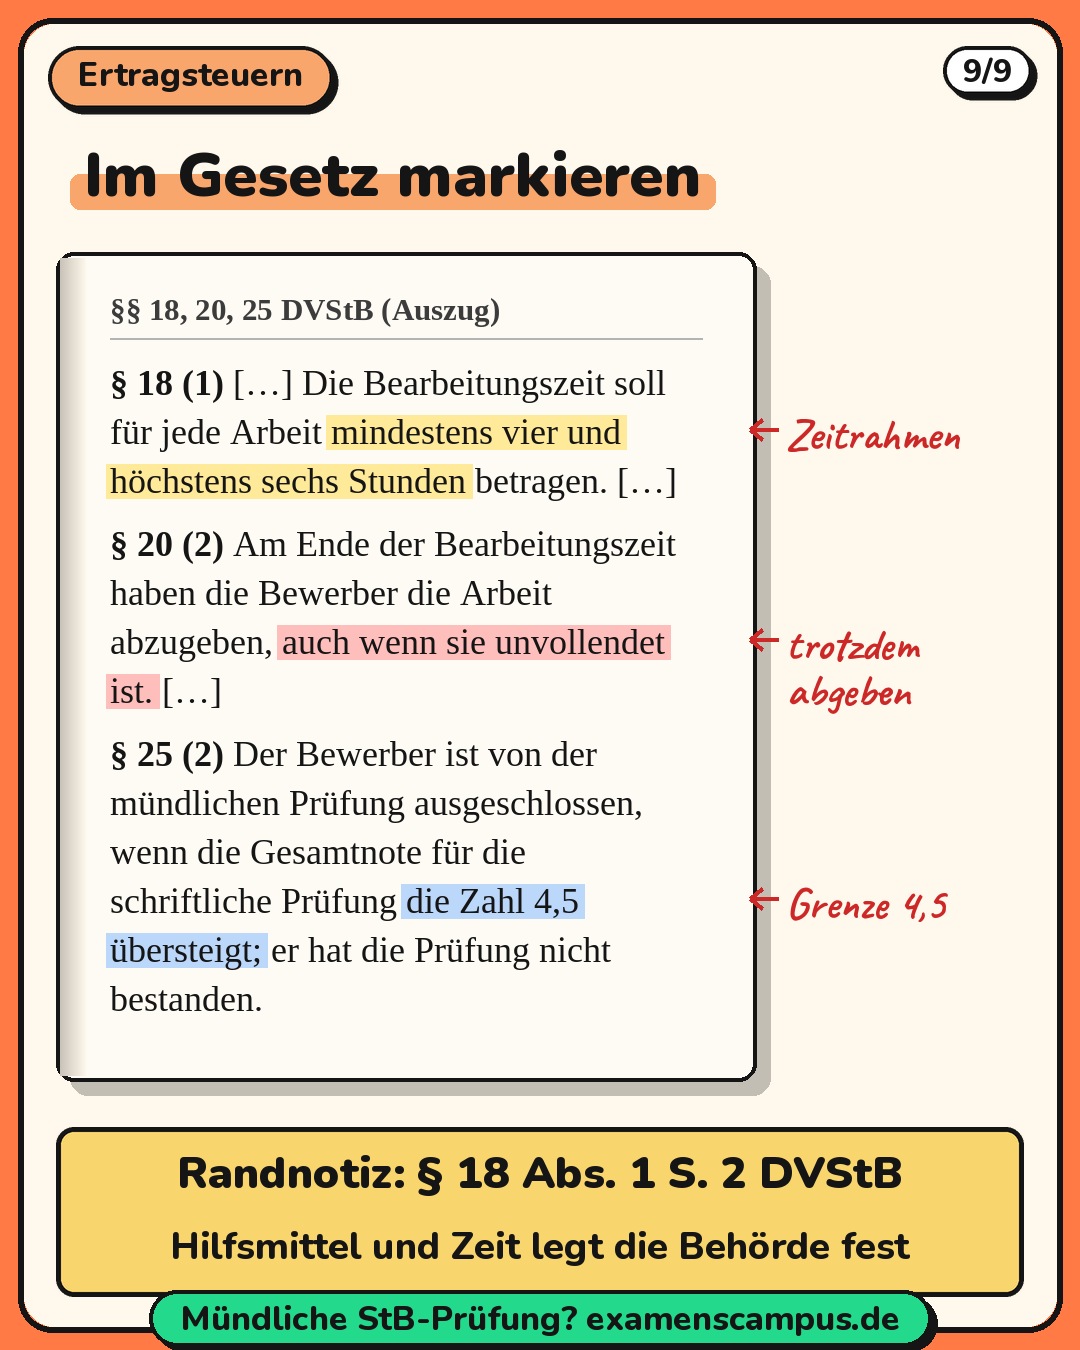 Ertragsteuern
9/9
Im Gesetz markieren
§§ 18, 20, 25 DVStB (Auszug)
§ 18 (1) […] Die Bearbeitungszeit soll
für jede Arbeit mindestens vier und
höchstens sechs Stunden betragen. […]
Zeitrahmen
§ 20 (2) Am Ende der Bearbeitungszeit
haben die Bewerber die Arbeit
abzugeben, auch wenn sie unvollendet
ist. […]
trotzdem
abgeben
§ 25 (2) Der Bewerber ist von der
mündlichen Prüfung ausgeschlossen,
wenn die Gesamtnote für die
schriftliche Prüfung die Zahl 4,5
übersteigt; er hat die Prüfung nicht
bestanden.
Grenze 4,5
Randnotiz: § 18 Abs. 1 S. 2 DVStB
Hilfsmittel und Zeit legt die Behörde fest
Mündliche StB-Prüfung? examenscampus.de